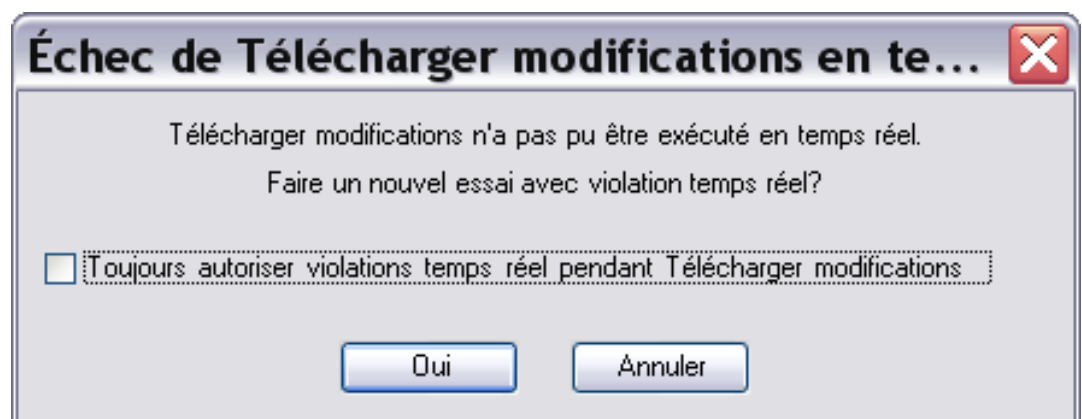 Échec de Télécharger modifications en te...
Télécharger modifications n'a pas pu être exécuté en temps réel.
Faire un nouvel essai avec violation temps réel?
Toujours autoriser violations temps réel pendant Télécharger modifications
Oui
Annuler